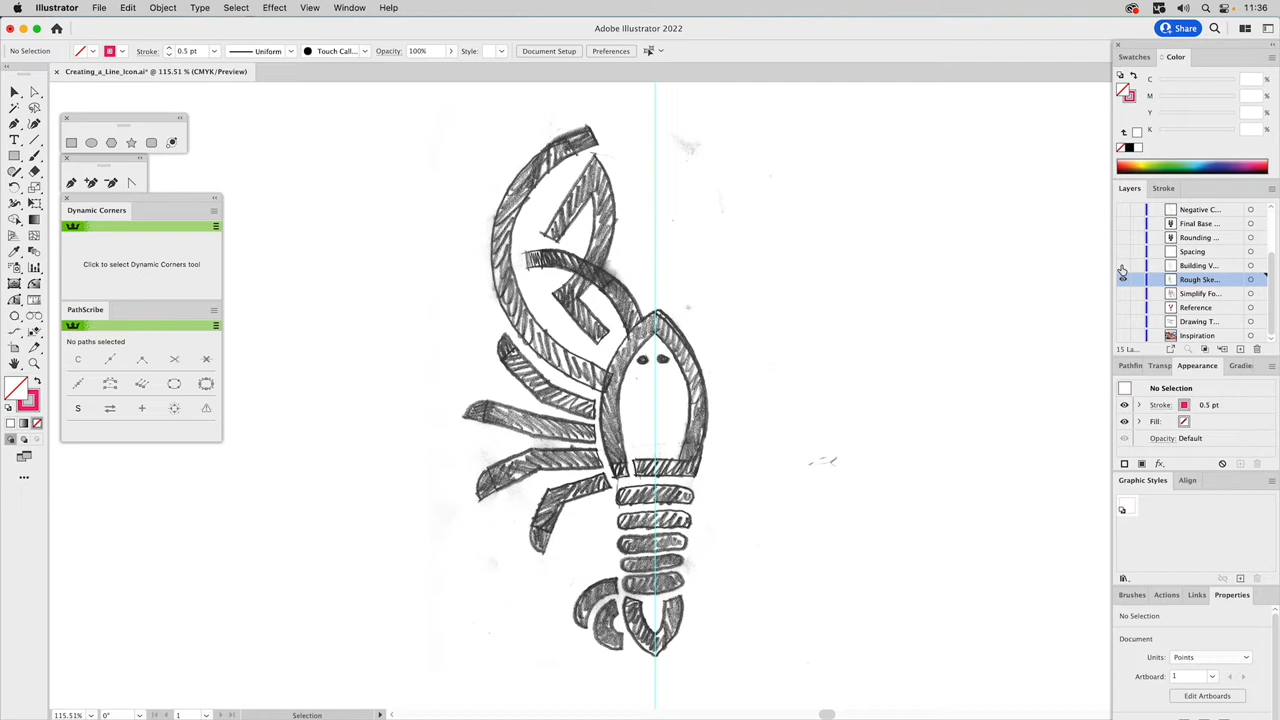 Illustrator File Edit Object Type Select Effect View Window Help 11:36
Adobe Illustrator 2022
Share
No Selection Stroke: 0.5 pt Uniform Touch Call... Opacity: 100% Style: Document Setup Preferences
Creating_a_Line_Icon.ai* @ 115.51 % (CMYK/Preview)
Swatches Color
C %
M %
Y %
K %
Layers Stroke
Negative C...
Final Base ...
Rounding ...
Spacing
Building V...
Rough Ske...
Simplify Fo...
Reference
Drawing T...
Inspiration
15 La...
Pathfin Transp Appearance Gradie
No Selection
Stroke: 0.5 pt
Fill:
Opacity: Default
fx
Graphic Styles Align
Brushes Actions Links Properties
No Selection
Document
Units: Points
Artboard: 1
Edit Artboards
Dynamic Corners
Click to select Dynamic Corners tool
PathScribe
No paths selected
C
S
115.51% 0° 1 Selection